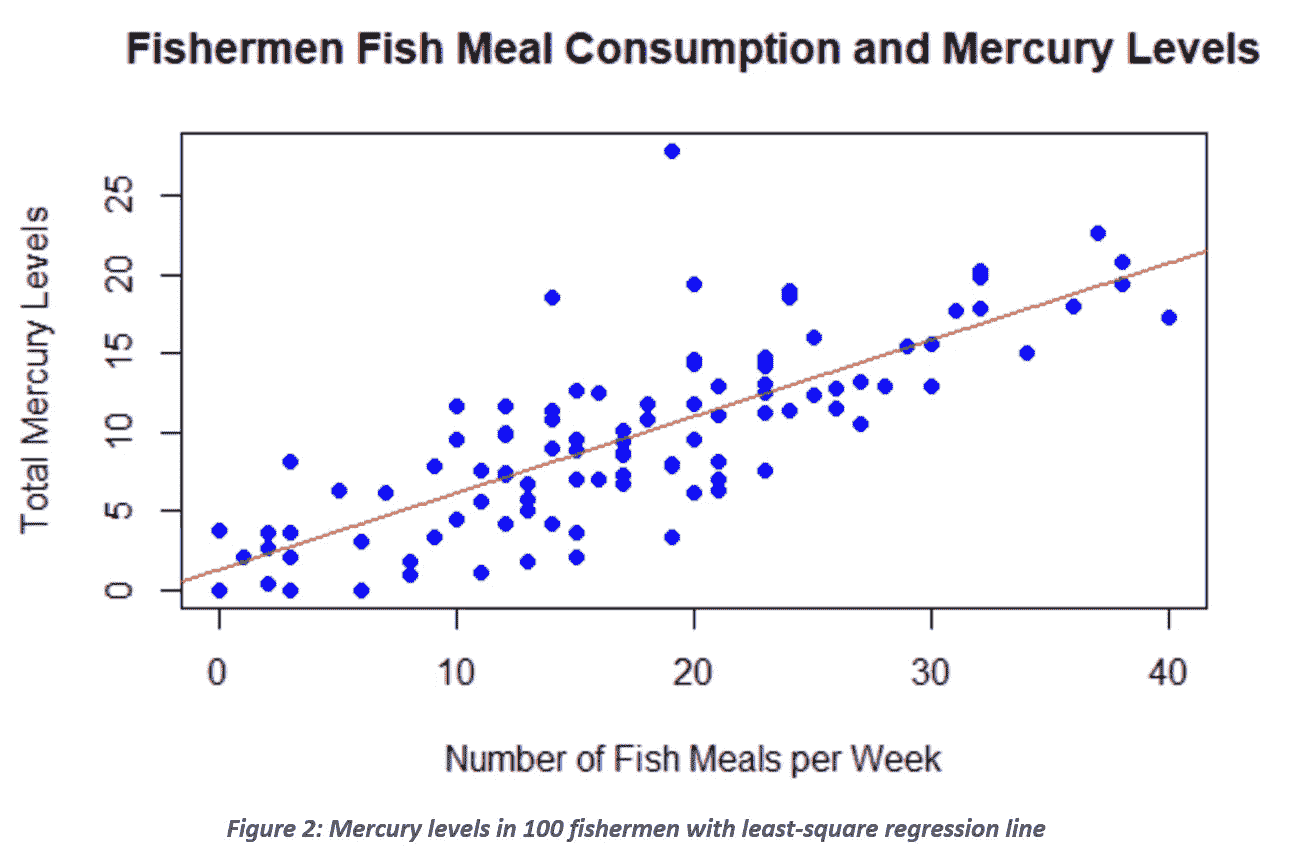 Fishermen Fish Meal Consumption and Mercury Levels
Total Mercury Levels
25
20
15
10
5
0
0 10 20 30 40
Number of Fish Meals per Week
Figure 2: Mercury levels in 100 fishermen with least-square regression line